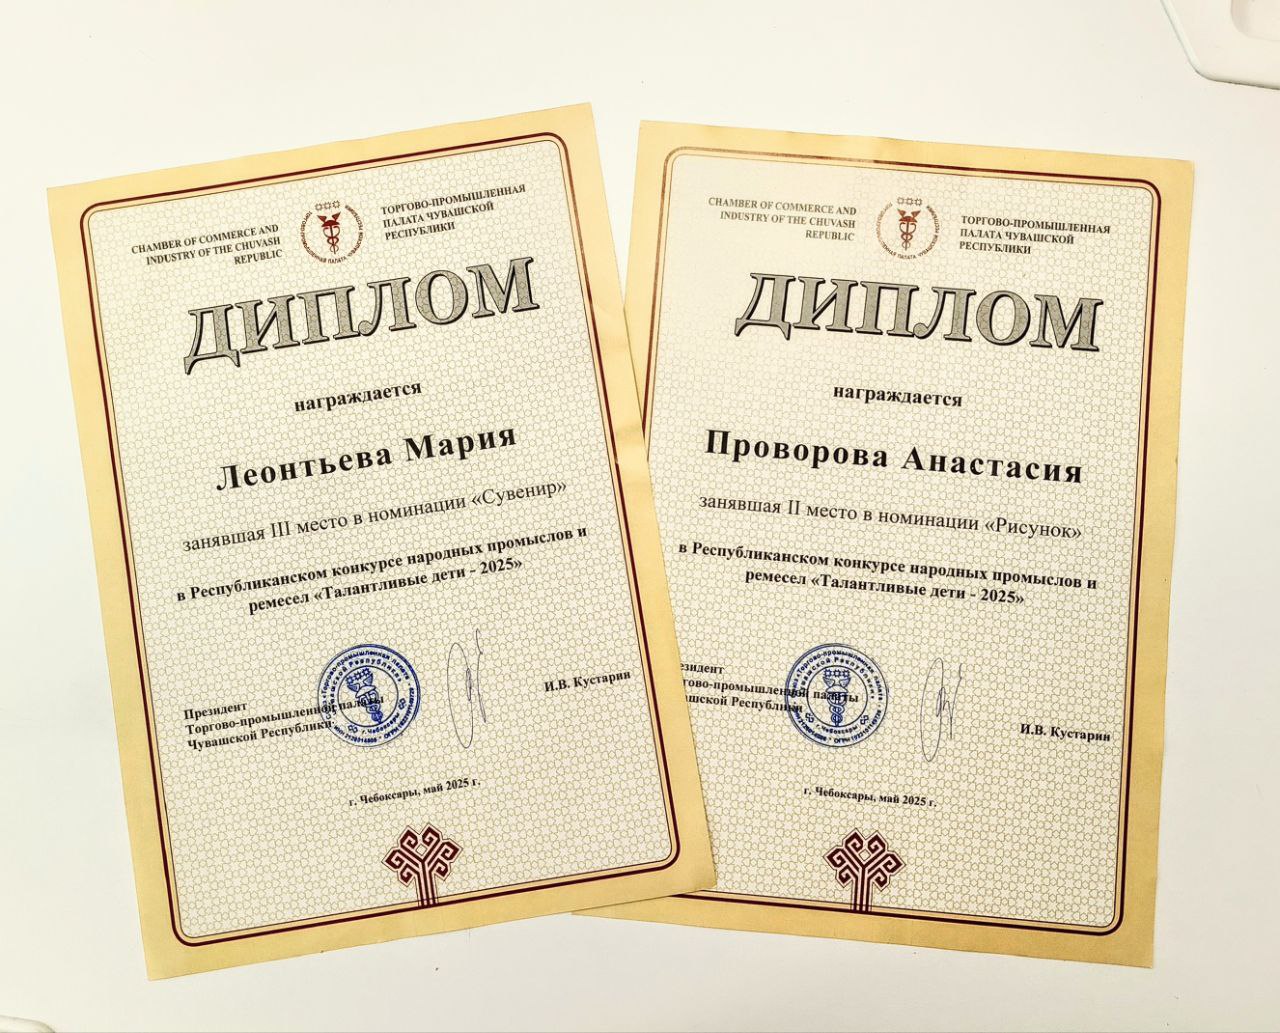 CHAMBER OF COMMERCE AND
INDUSTRY OF THE CHUVASH
REPUBLIC
ТОРГОВО-ПРОМЫШЛЕННАЯ
ПАЛАТА ЧУВАШСКОЙ
РЕСПУБЛИКИ
ДИПЛОМ
награждается
Леонтьева Мария
занявшая III место в номинации «Сувенир»
в Республиканском конкурсе народных промыслов и
ремесел «Талантливые дети - 2025»
Президент
Торгово-промышленной палаты
Чувашской Республики
И.В. Кустарин
г. Чебоксары, май 2025 г.
CHAMBER OF COMMERCE AND
INDUSTRY OF THE CHUVASH
REPUBLIC
ТОРГОВО-ПРОМЫШЛЕННАЯ
ПАЛАТА ЧУВАШСКОЙ
РЕСПУБЛИКИ
ДИПЛОМ
награждается
Проворова Анастасия
занявшая II место в номинации «Рисунок»
в Республиканском конкурсе народных промыслов и
ремесел «Талантливые дети - 2025»
езидент
гово-промышленной палаты
ашской Республики
И.В. Кустарин
г. Чебоксары, май 2025 г.